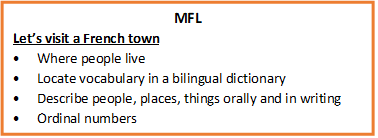 MFL
Let's visit a French town
• Where people live
• Locate vocabulary in a bilingual dictionary
• Describe people, places, things orally and in writing
• Ordinal numbers